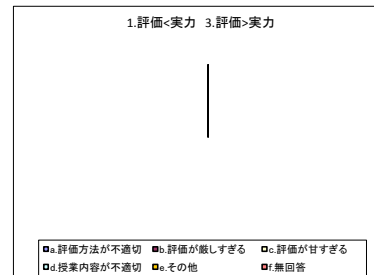 1.評価<実力 3.評価>実力
a.評価方法が不適切 b.評価が厳しすぎる c.評価が甘すぎる
d.授業内容が不適切 e.その他 f.無回答